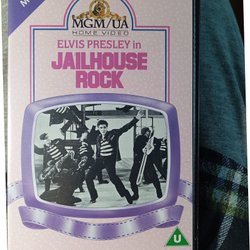 MGM/UA
HOME VIDEO
ELVIS PRESLEY in
JAILHOUSE
ROCK
U